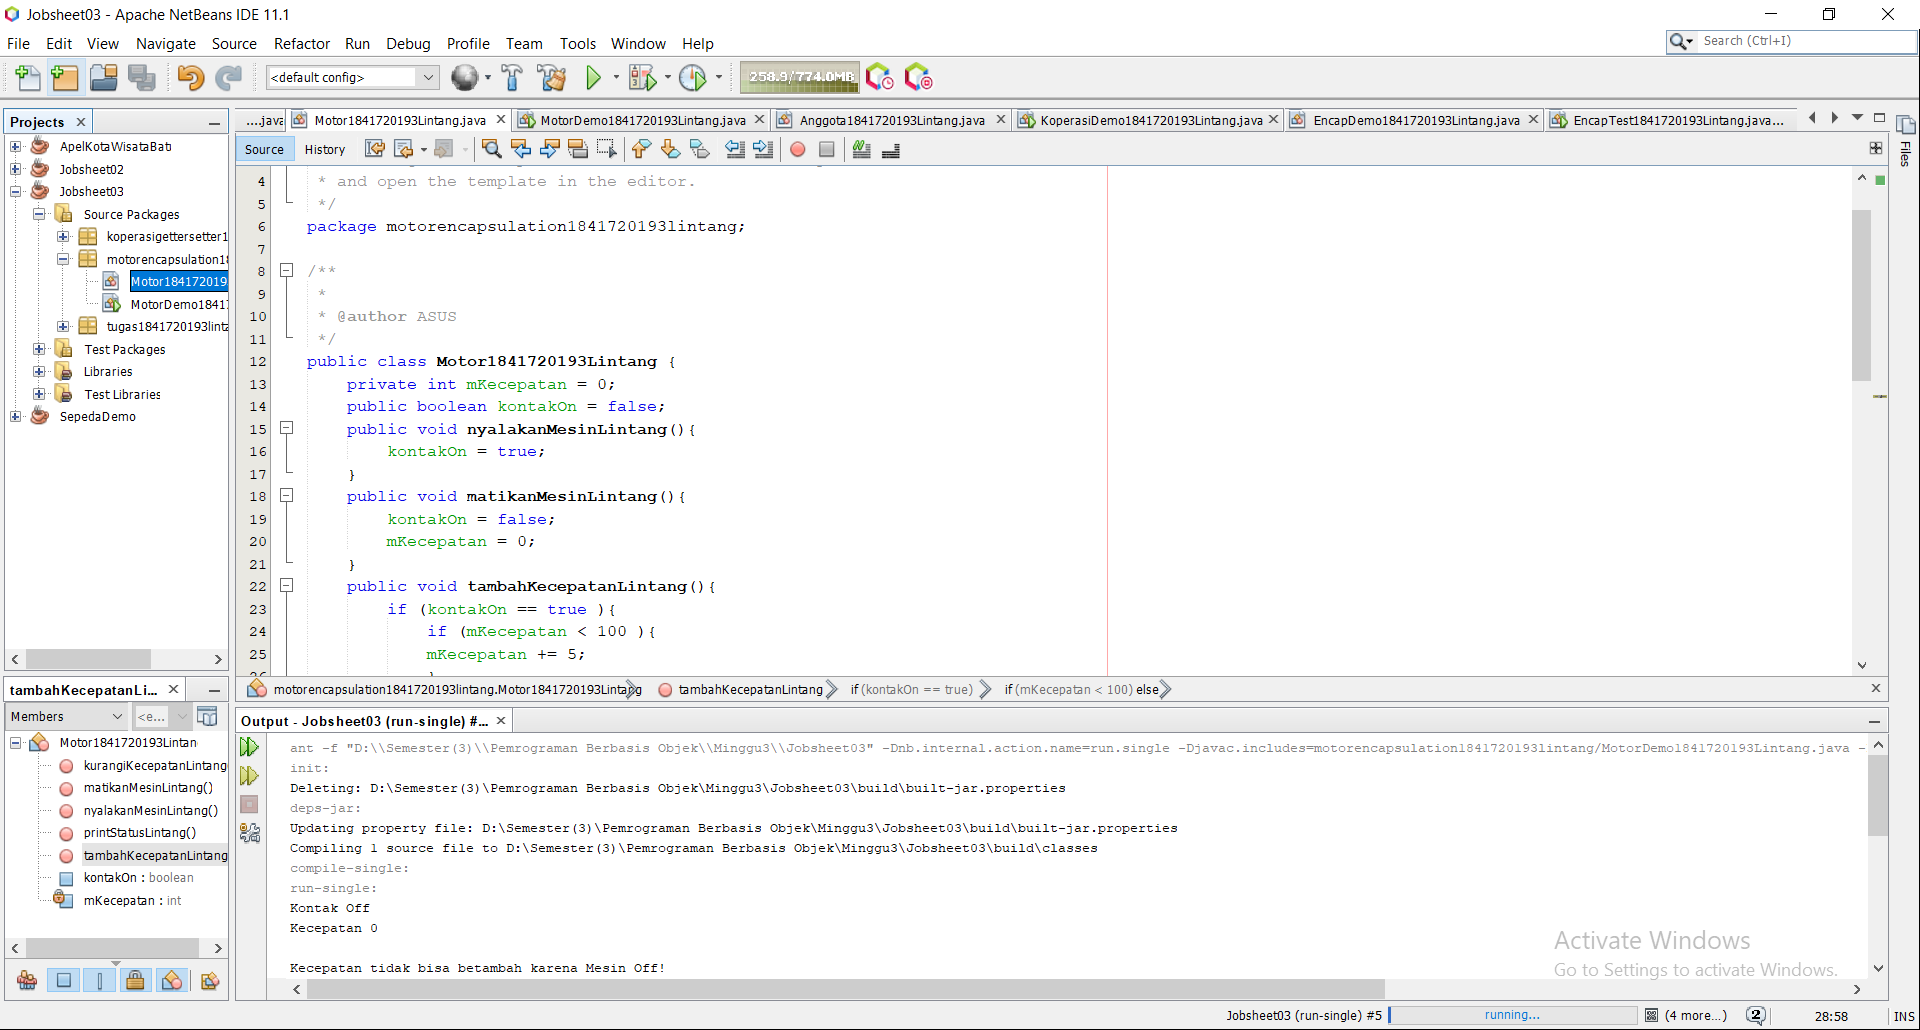 Jobsheet03 - Apache NetBeans IDE 11.1
File Edit View Navigate Source Refactor Run Debug Profile Team Tools Window Help
Search (Ctrl+I)
<default config>
258.9/774.0MB
Projects
ApelKotaWisataBatu
Jobsheet02
Jobsheet03
Source Packages
koperasigettersetter1
motorencapsulation18
Motor184172019
MotorDemo1841
tugas1841720193lint
Test Packages
Libraries
Test Libraries
SepedaDemo
...java Motor1841720193Lintang.java MotorDemo1841720193Lintang.java Anggota1841720193Lintang.java KoperasiDemo1841720193Lintang.java EncapDemo1841720193Lintang.java EncapTest1841720193Lintang.java...
Files
Source History
4 * and open the template in the editor.
5 */
6 package motorencapsulation1841720193lintang;
7
8 /**
9 *
10 * @author ASUS
11 */
12 public class Motor1841720193Lintang {
13 private int mKecepatan = 0;
14 public boolean kontakOn = false;
15 public void nyalakanMesinLintang(){
16 kontakOn = true;
17 }
18 public void matikanMesinLintang(){
19 kontakOn = false;
20 mKecepatan = 0;
21 }
22 public void tambahKecepatanLintang(){
23 if (kontakOn == true ){
24 if (mKecepatan < 100 ){
25 mKecepatan += 5;
motorencapsulation1841720193lintang.Motor1841720193Lintang tambahKecepatanLintang if (kontakOn == true) if (mKecepatan < 100) else
tambahKecepatanLi...
Members <e...
Motor1841720193Lintan
kurangiKecepatanLintang
matikanMesinLintang()
nyalakanMesinLintang()
printStatusLintang()
tambahKecepatanLintang
kontakOn : boolean
mKecepatan : int
Output - Jobsheet03 (run-single) #...
ant -f "D:\\Semester(3)\\Pemrograman Berbasis Objek\\Minggu3\\Jobsheet03" -Dnb.internal.action.name=run.single -Djavac.includes=motorencapsulation1841720193lintang/MotorDemo1841720193Lintang.java -
init:
Deleting: D:\Semester(3)\Pemrograman Berbasis Objek\Minggu3\Jobsheet03\build\built-jar.properties
deps-jar:
Updating property file: D:\Semester(3)\Pemrograman Berbasis Objek\Minggu3\Jobsheet03\build\built-jar.properties
Compiling 1 source file to D:\Semester(3)\Pemrograman Berbasis Objek\Minggu3\Jobsheet03\build\classes
compile-single:
run-single:
Kontak Off
Kecepatan 0
Kecepatan tidak bisa betambah karena Mesin Off!
Activate Windows
Go to Settings to activate Windows.
Jobsheet03 (run-single) #5 running... (4 more...) 2 28:58 INS